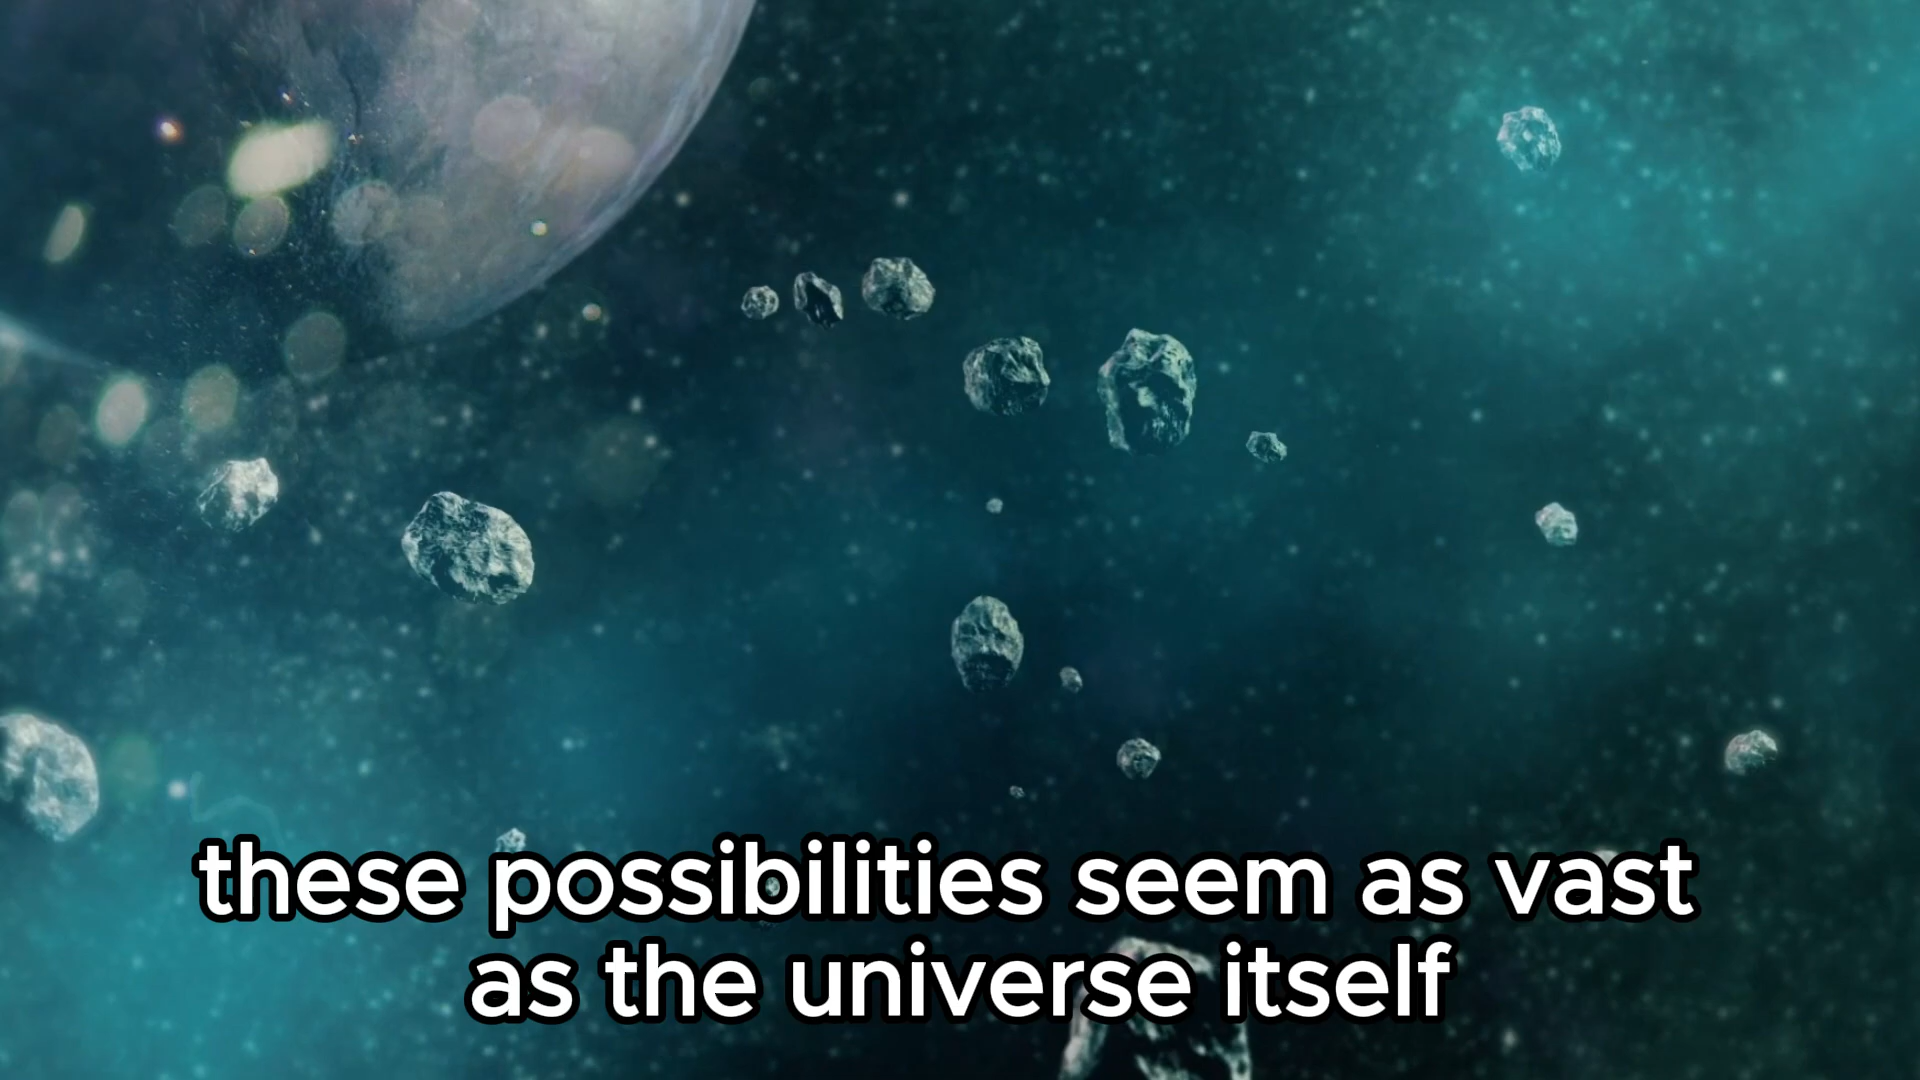 these possibilities seem as vast
as the universe itself